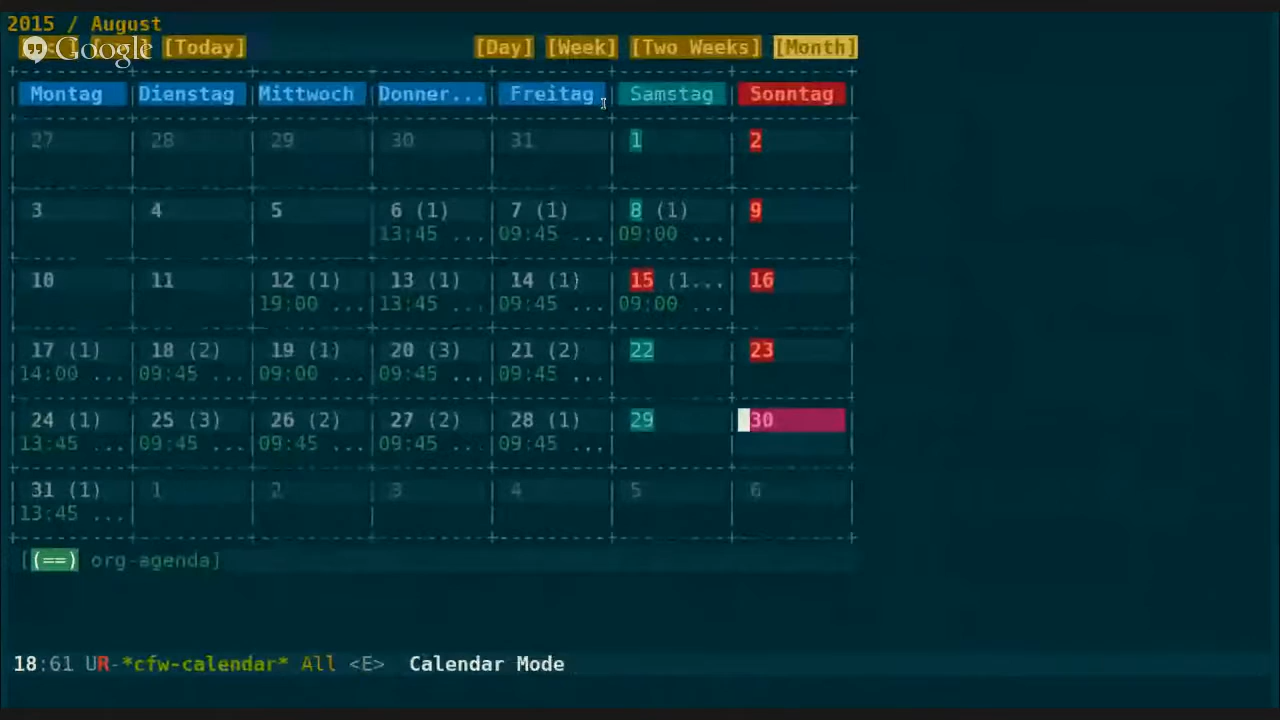 2015 / August
Google [Today] [Day] [Week] [Two Weeks] [Month]
Montag Dienstag Mittwoch Donner... Freitag Samstag Sonntag
27 28 29 30 31 1 2
3 4 5 6 (1) 7 (1) 8 (1) 9
13:45 ... 09:45 ... 09:00 ...
10 11 12 (1) 13 (1) 14 (1) 15 (1... 16
19:00 ... 13:45 ... 09:45 ... 09:00 ...
17 (1) 18 (2) 19 (1) 20 (3) 21 (2) 22 23
14:00 ... 09:45 ... 09:00 ... 09:45 ... 09:45 ...
24 (1) 25 (3) 26 (2) 27 (2) 28 (1) 29 30
13:45 ... 09:45 ... 09:45 ... 09:45 ... 09:45 ...
31 (1) 1 2 3 4 5 6
13:45 ...
[(==) org-agenda]
18:61 UR-*cfw-calendar* All <E> Calendar Mode